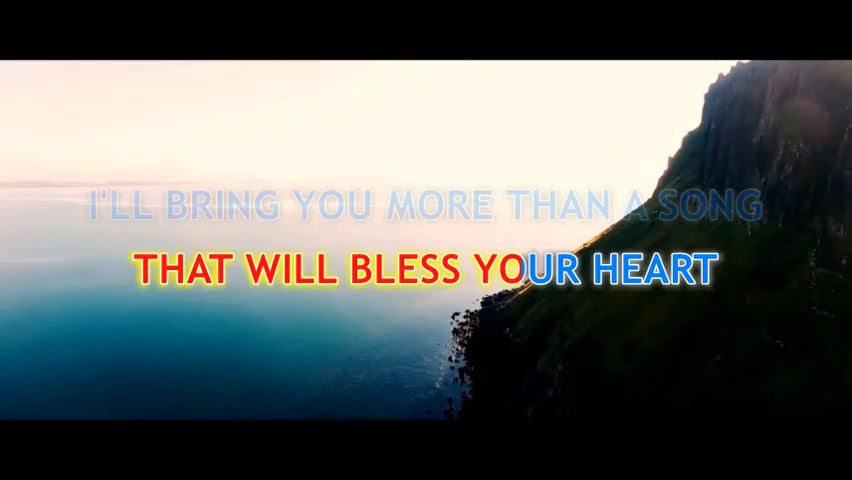 I'LL BRING YOU MORE THAN A SONG
THAT WILL BLESS YOUR HEART